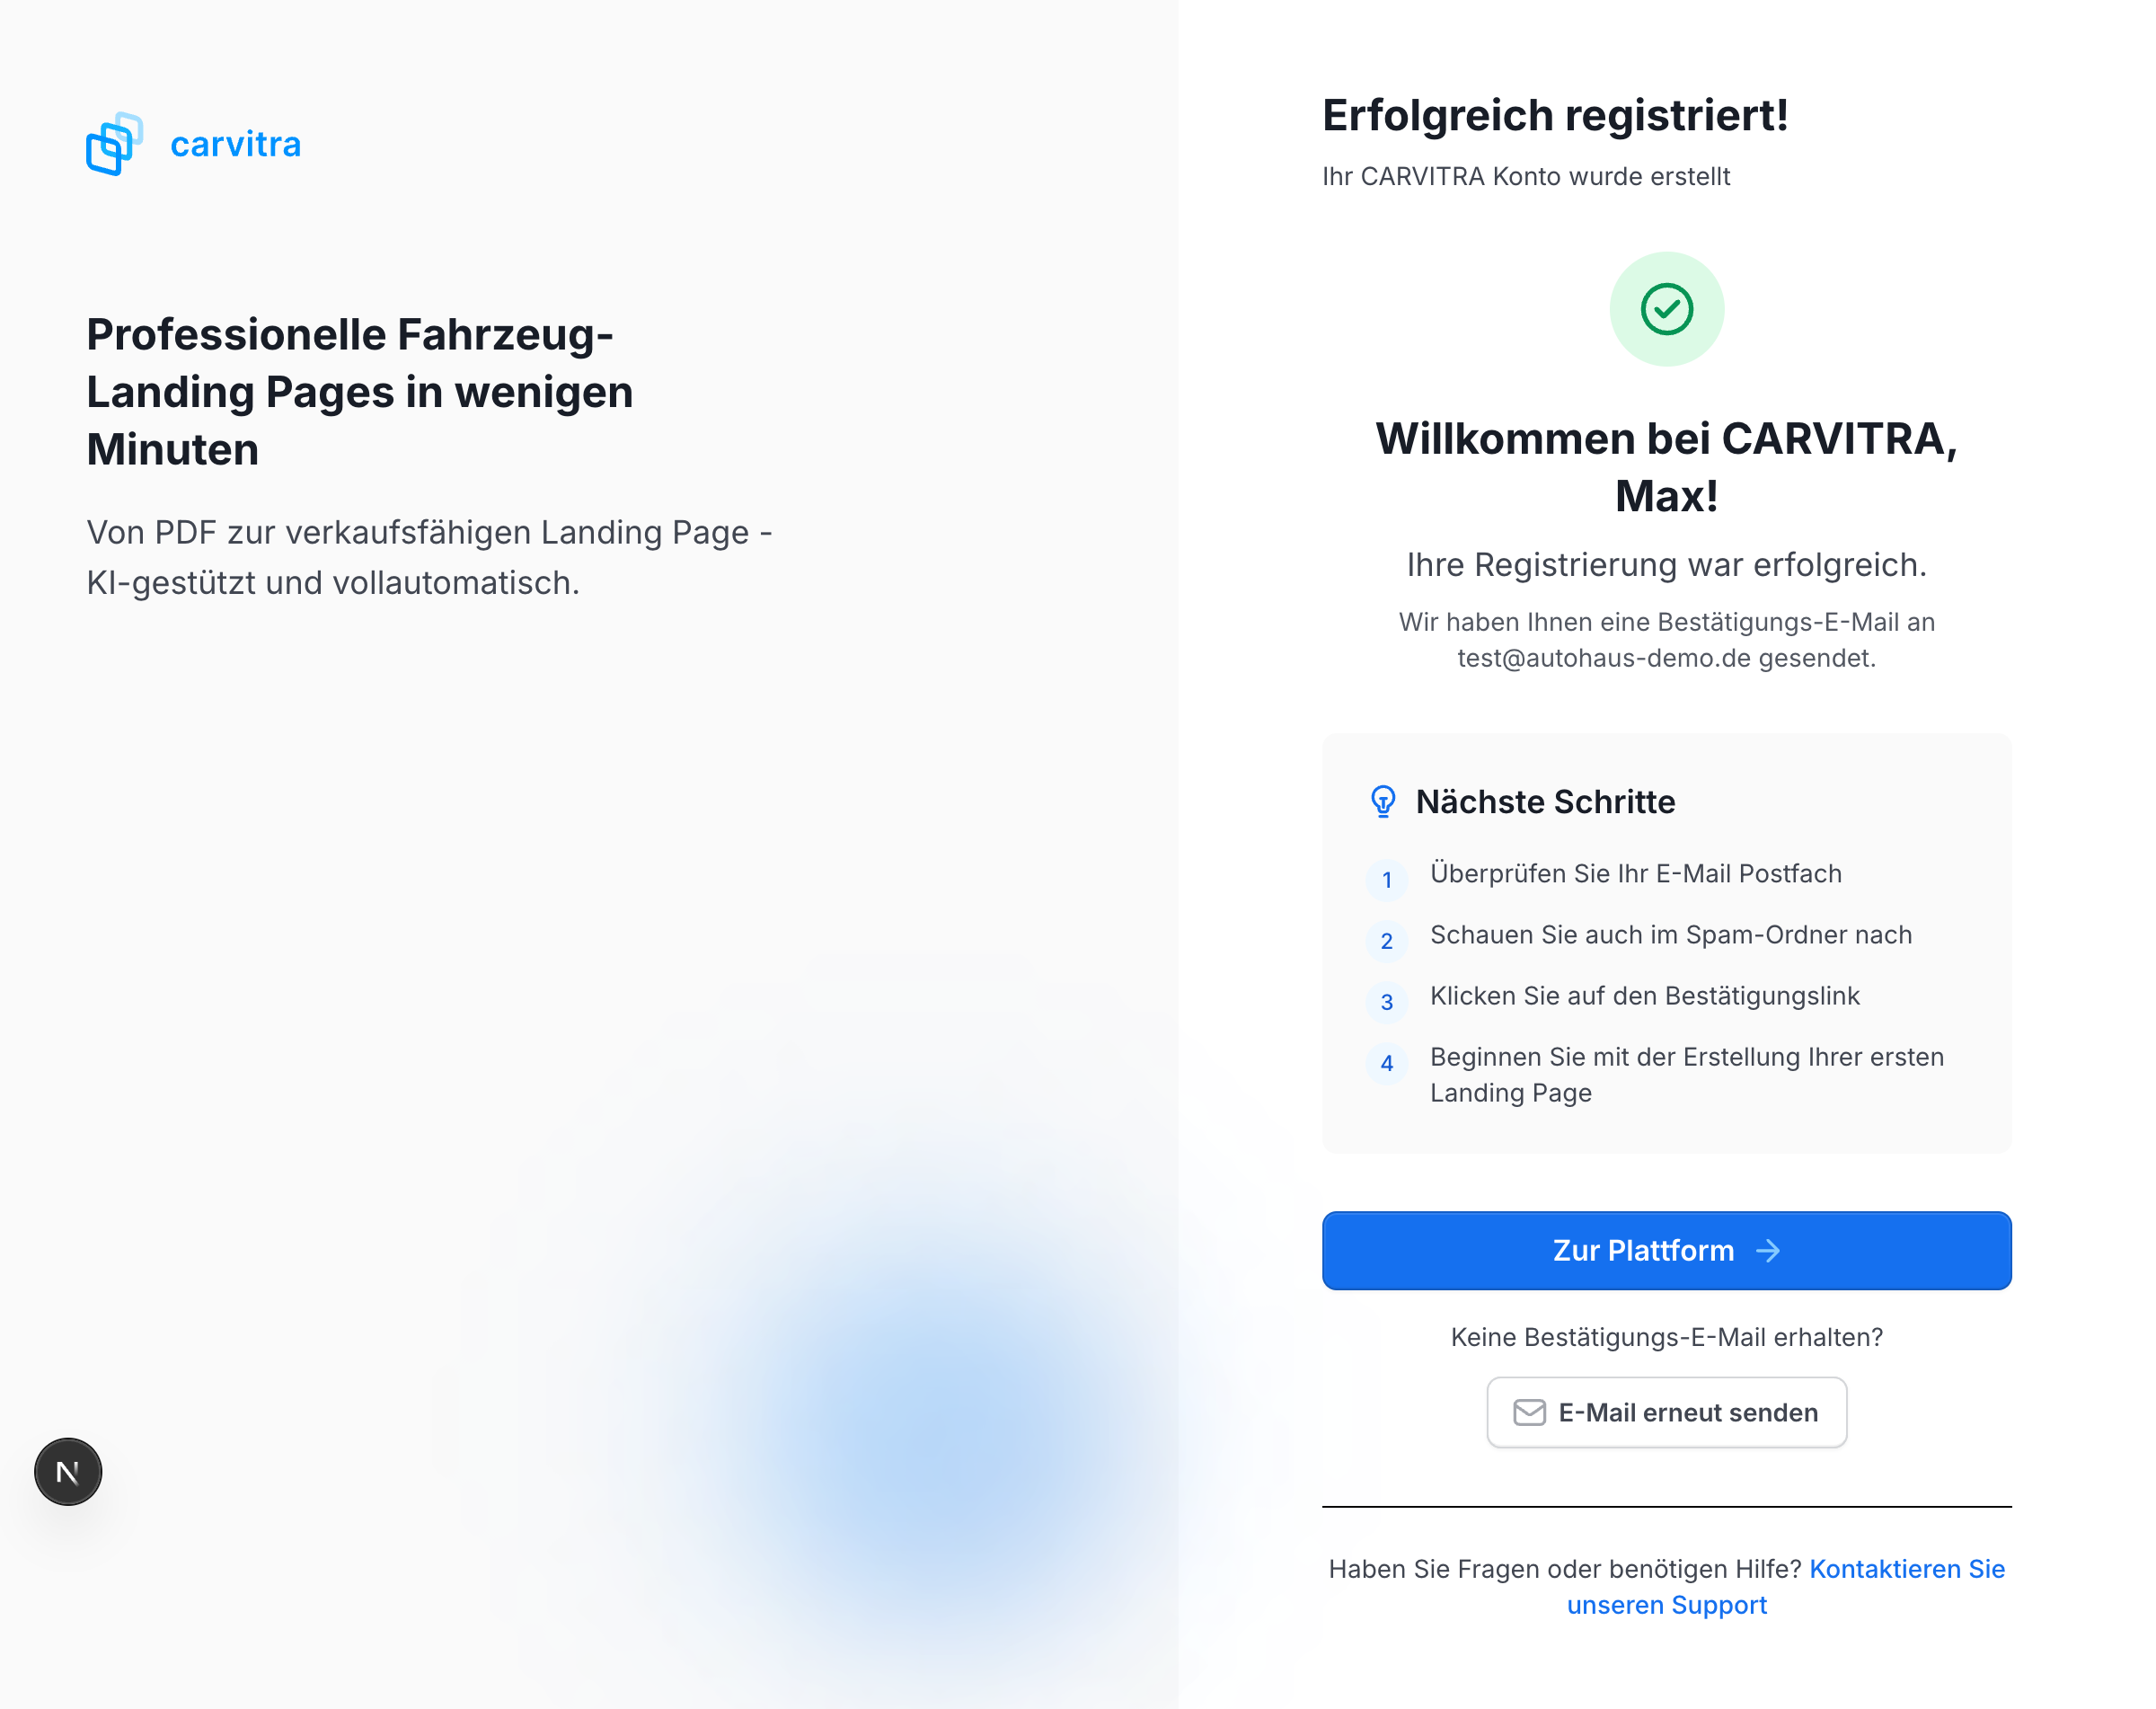 carvitra
Professionelle Fahrzeug-
Landing Pages in wenigen
Minuten
Von PDF zur verkaufsfähigen Landing Page -
KI-gestützt und vollautomatisch.
N
Erfolgreich registriert!
Ihr CARVITRA Konto wurde erstellt
Willkommen bei CARVITRA,
Max!
Ihre Registrierung war erfolgreich.
Wir haben Ihnen eine Bestätigungs-E-Mail an
test@autohaus-demo.de gesendet.
Nächste Schritte
1 Überprüfen Sie Ihr E-Mail Postfach
2 Schauen Sie auch im Spam-Ordner nach
3 Klicken Sie auf den Bestätigungslink
4 Beginnen Sie mit der Erstellung Ihrer ersten
Landing Page
Zur Plattform
Keine Bestätigungs-E-Mail erhalten?
E-Mail erneut senden
Haben Sie Fragen oder benötigen Hilfe? Kontaktieren Sie
unseren Support